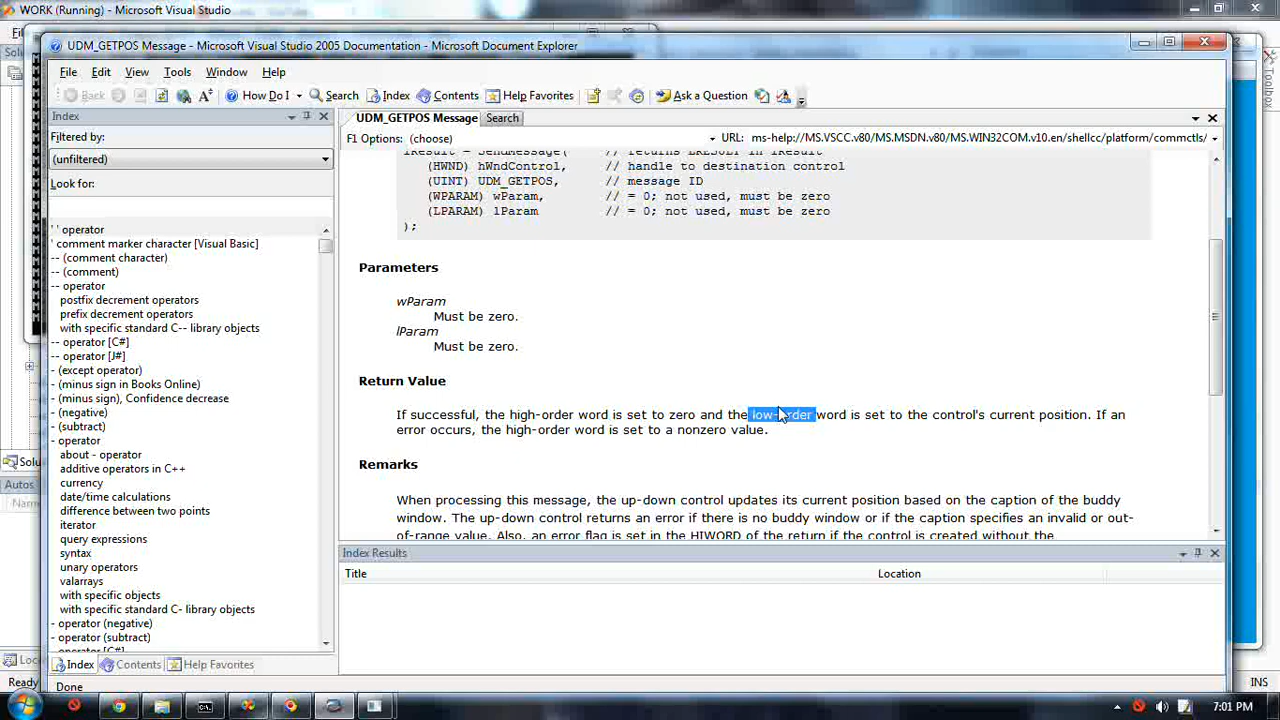 WORK (Running) - Microsoft Visual Studio
UDM_GETPOS Message - Microsoft Visual Studio 2005 Documentation - Microsoft Document Explorer
File Edit View Tools Window Help
Back How Do I Search Index Contents Help Favorites Ask a Question
Index
Filtered by:
(unfiltered)
Look for:
' ' operator
' comment marker character [Visual Basic]
-- (comment character)
-- (comment)
-- operator
postfix decrement operators
prefix decrement operators
with specific standard C++ library objects
-- operator [C#]
-- operator [J#]
- (except operator)
- (minus sign in Books Online)
- (minus sign), Confidence decrease
- (negative)
- (subtract)
- operator
about - operator
additive operators in C++
currency
date/time calculations
difference between two points
iterator
query expressions
syntax
unary operators
valarrays
with specific objects
with specific standard C- library objects
- operator (negative)
- operator (subtract)
- operator [C#]
Index Contents Help Favorites
Done
UDM_GETPOS Message Search
F1 Options: (choose) URL: ms-help://MS.VSCC.v80/MS.MSDN.v80/MS.WIN32COM.v10.en/shellcc/platform/commctls/
lResult = SendMessage( // returns LRESULT in lResult
(HWND) hWndControl, // handle to destination control
(UINT) UDM_GETPOS, // message ID
(WPARAM) wParam, // = 0; not used, must be zero
(LPARAM) lParam // = 0; not used, must be zero
);
Parameters
wParam
Must be zero.
lParam
Must be zero.
Return Value
If successful, the high-order word is set to zero and the low-order word is set to the control's current position. If an
error occurs, the high-order word is set to a nonzero value.
Remarks
When processing this message, the up-down control updates its current position based on the caption of the buddy
window. The up-down control returns an error if there is no buddy window or if the caption specifies an invalid or out-
of-range value. Also, an error flag is set in the HIWORD of the return if the control is created without the
Index Results
Title Location
Toolbox
Solu
Autos
Nam
Loc
Ready
INS
7:01 PM